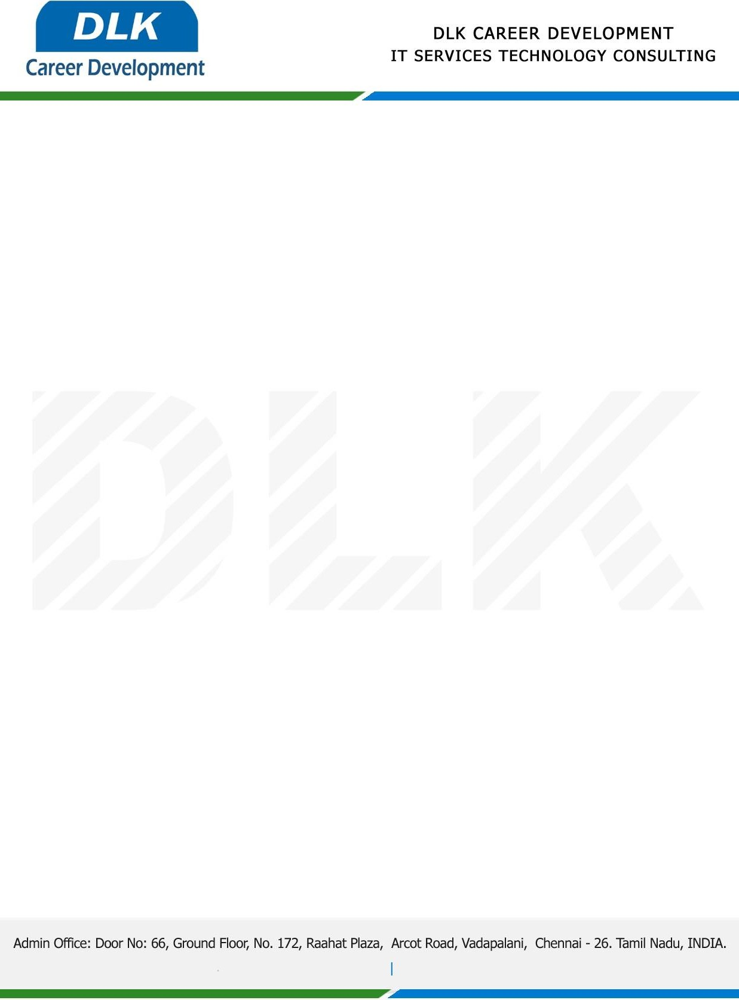 DLK
Career Development
DLK CAREER DEVELOPMENT
IT SERVICES TECHNOLOGY CONSULTING
DLK
Admin Office: Door No: 66, Ground Floor, No. 172, Raahat Plaza, Arcot Road, Vadapalani, Chennai - 26. Tamil Nadu, INDIA.
|